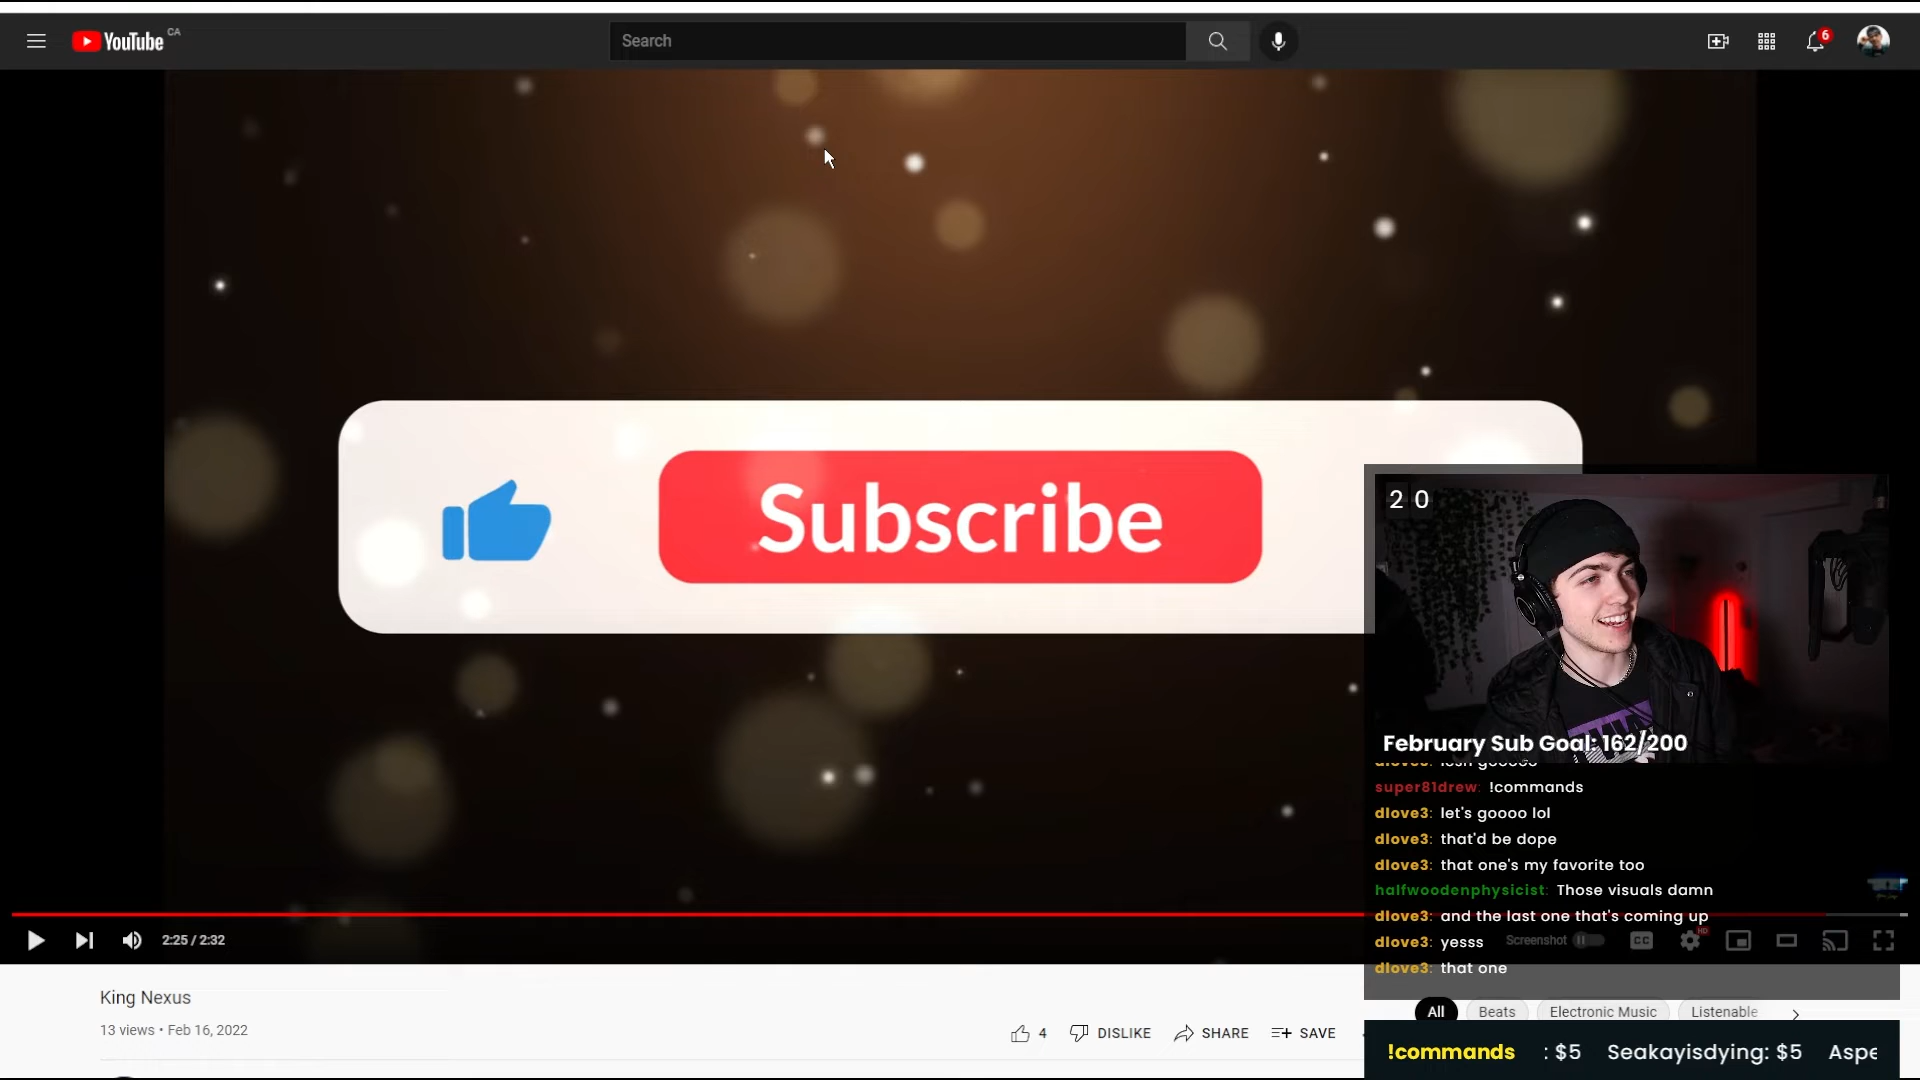 YouTube CA
Search
6
Subscribe
2 0
February Sub Goal: 162/200
super81drew: !commands
dlove3: let's goooo lol
dlove3: that'd be dope
dlove3: that one's my favorite too
halfwoodenphysicist: Those visuals damn
dlove3: and the last one that's coming up
dlove3: yesss
dlove3: that one
2:25 / 2:32
Screenshot
CC
HD
King Nexus
13 views • Feb 16, 2022
4
DISLIKE
SHARE
SAVE
All
Beats
Electronic Music
Listenable
!commands : $5 Seakayisdying: $5 Aspe